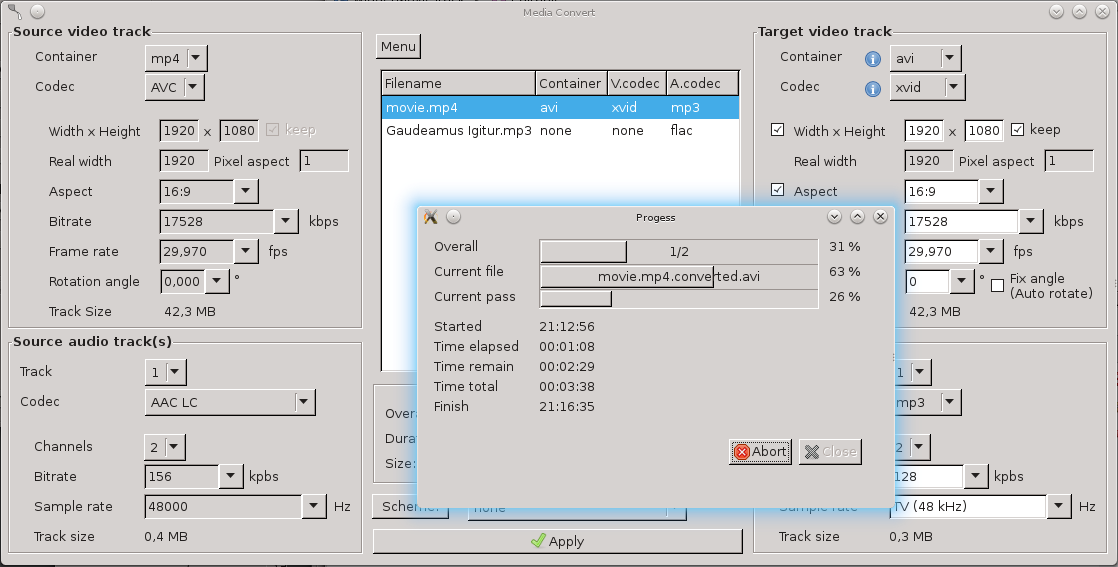 Media Convert
Source video track
Container mp4
Codec AVC
Width x Height 1920 x 1080 keep
Real width 1920 Pixel aspect 1
Aspect 16:9
Bitrate 17528 kbps
Frame rate 29,970 fps
Rotation angle 0,000 °
Track Size 42,3 MB
Source audio track(s)
Track 1
Codec AAC LC
Channels 2
Bitrate 156 kpbs
Sample rate 48000 Hz
Track size 0,4 MB
Menu
Filename Container V.codec A.codec
movie.mp4 avi xvid mp3
Gaudeamus Igitur.mp3 none none flac
Progess
Overall 1/2 31 %
Current file movie.mp4.converted.avi 63 %
Current pass 26 %
Started 21:12:56
Time elapsed 00:01:08
Time remain 00:02:29
Time total 00:03:38
Finish 21:16:35
Abort Close
Size:
none
Apply
Target video track
Container avi
Codec xvid
Width x Height 1920 x 1080 keep
Real width 1920 Pixel aspect 1
Aspect 16:9
17528 kbps
29,970 fps
0 ° Fix angle
(Auto rotate)
42,3 MB
1
mp3
2
128 kpbs
Sample rate TV (48 kHz) Hz
Track size 0,3 MB